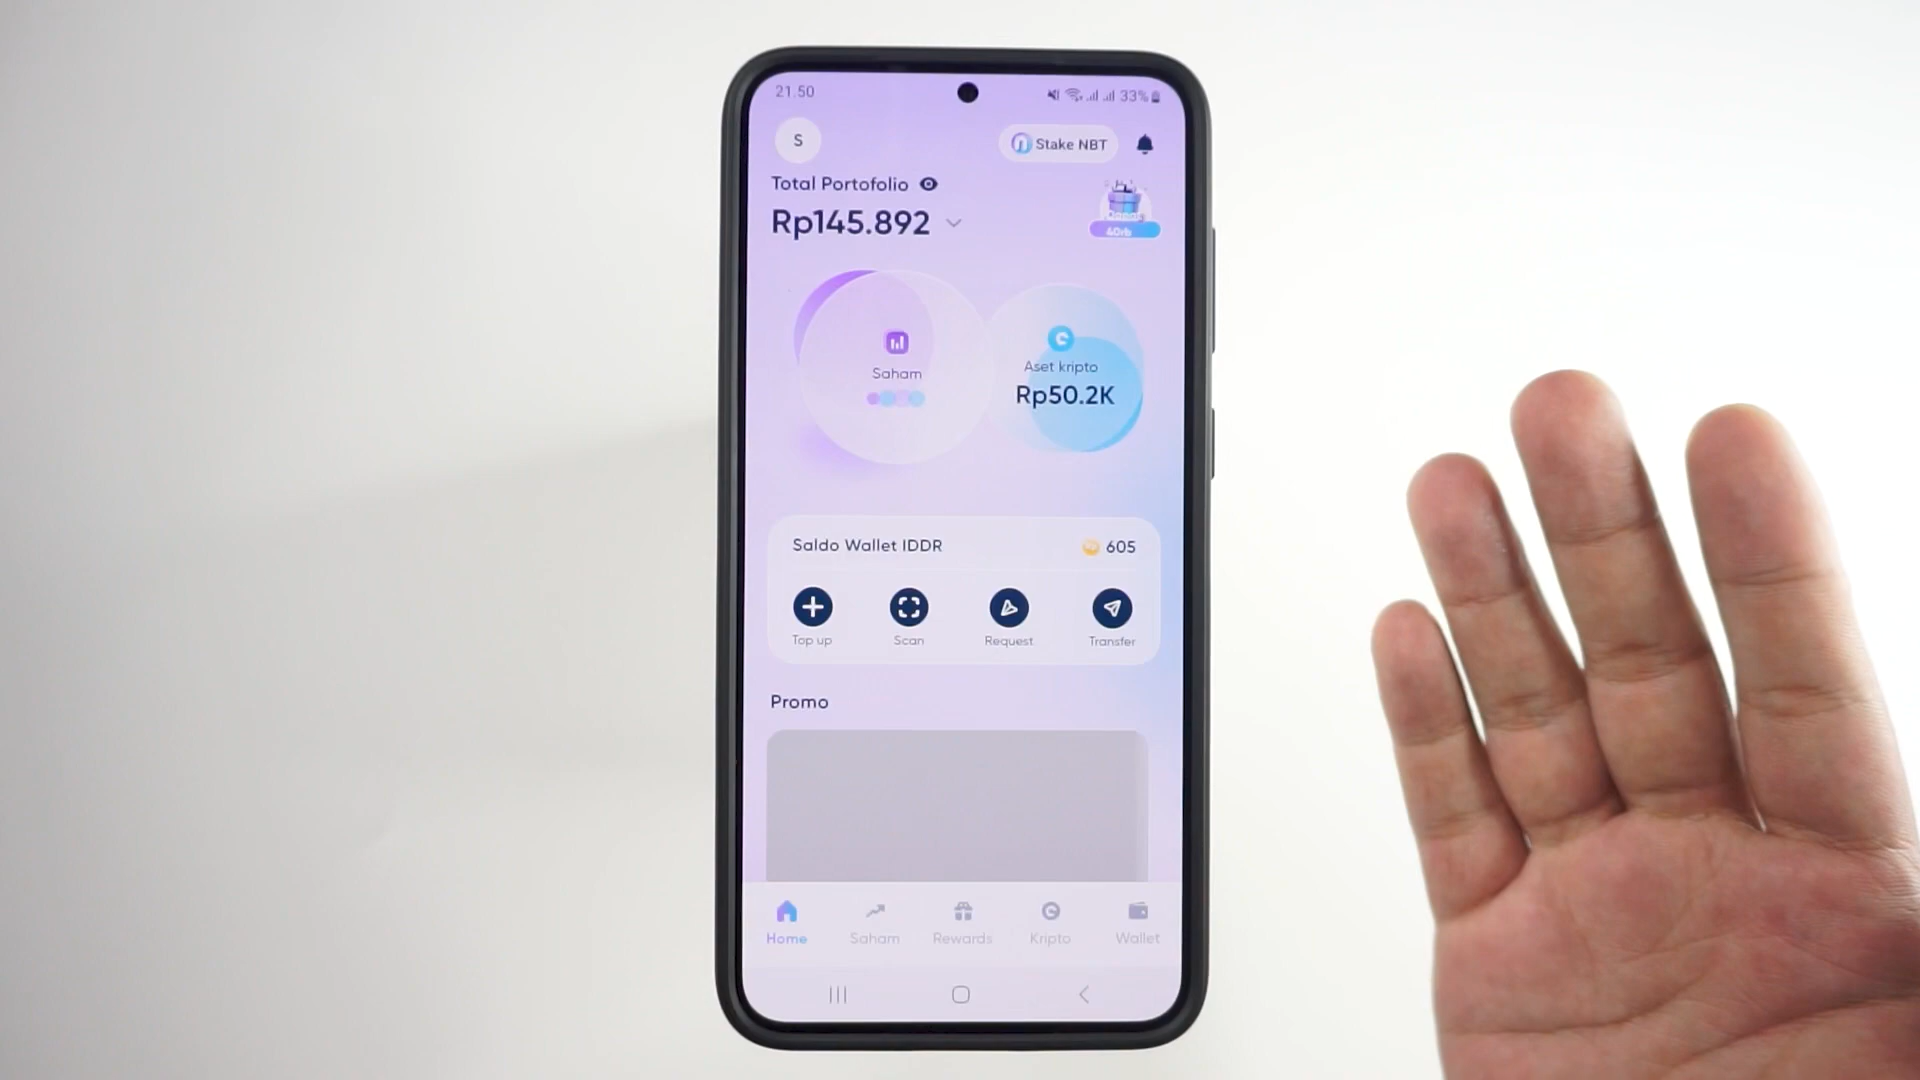 21.50
33%
S
Stake NBT
Total Portofolio
Rp145.892
40rb
Saham
Aset kripto
Rp50.2K
Saldo Wallet IDDR
605
Top up
Scan
Request
Transfer
Promo
Home
Saham
Rewards
Kripto
Wallet